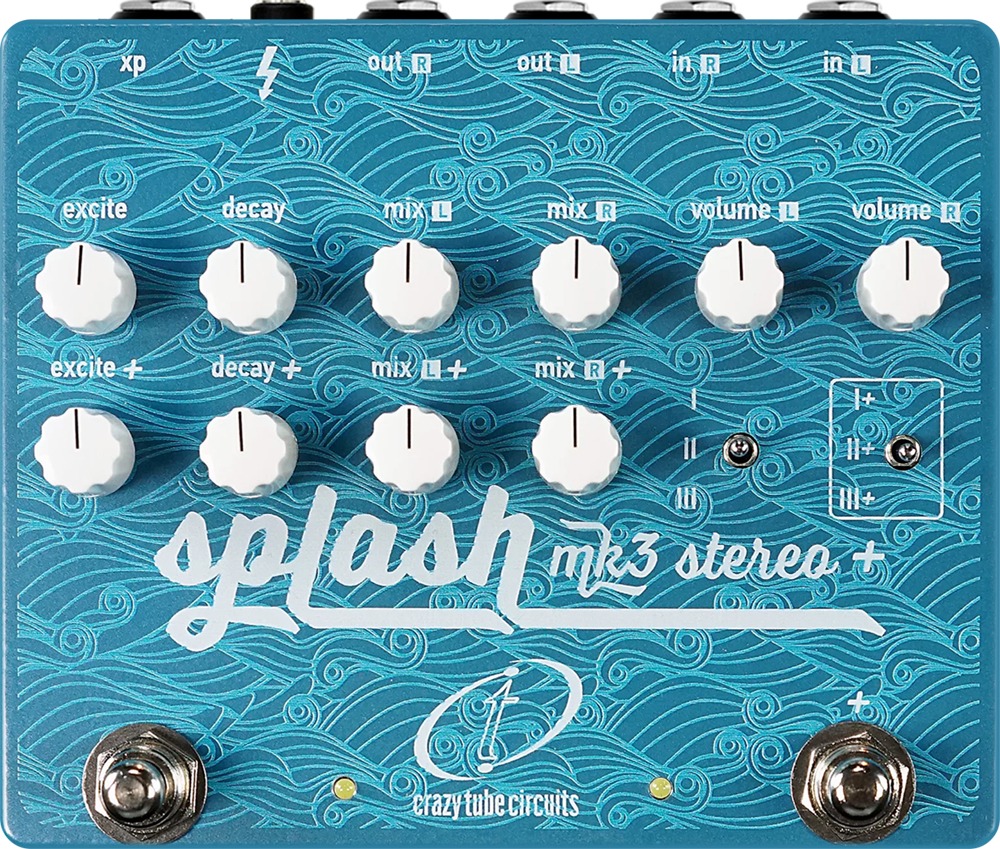 xp out R out L in R in L
excite decay mix L mix R volume L volume R
excite + decay + mix L + mix R +
I I+
II II+
III III+
splash mk3 stereo +
+
t
crazy tube circuits